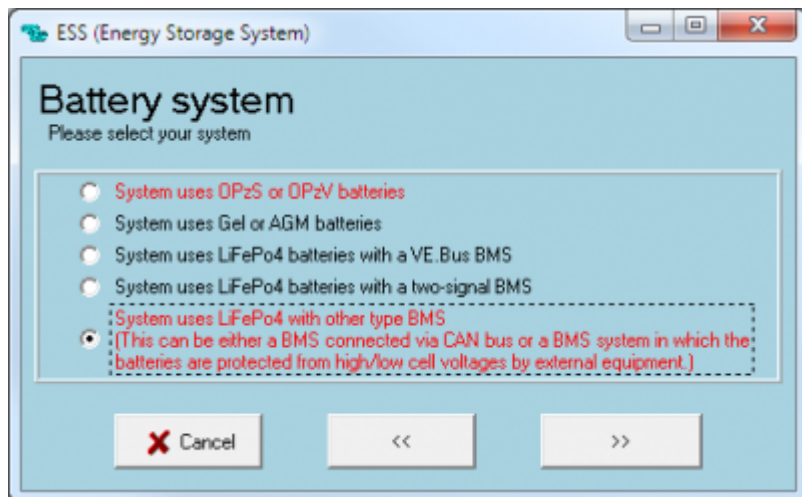 ESS (Energy Storage System)
Battery system
Please select your system
System uses OPzS or OPzV batteries
System uses Gel or AGM batteries
System uses LiFePo4 batteries with a VE.Bus BMS
System uses LiFePo4 batteries with a two-signal BMS
System uses LiFePo4 with other type BMS
(This can be either a BMS connected via CAN bus or a BMS system in which the
batteries are protected from high/low cell voltages by external equipment.)
Cancel << >>